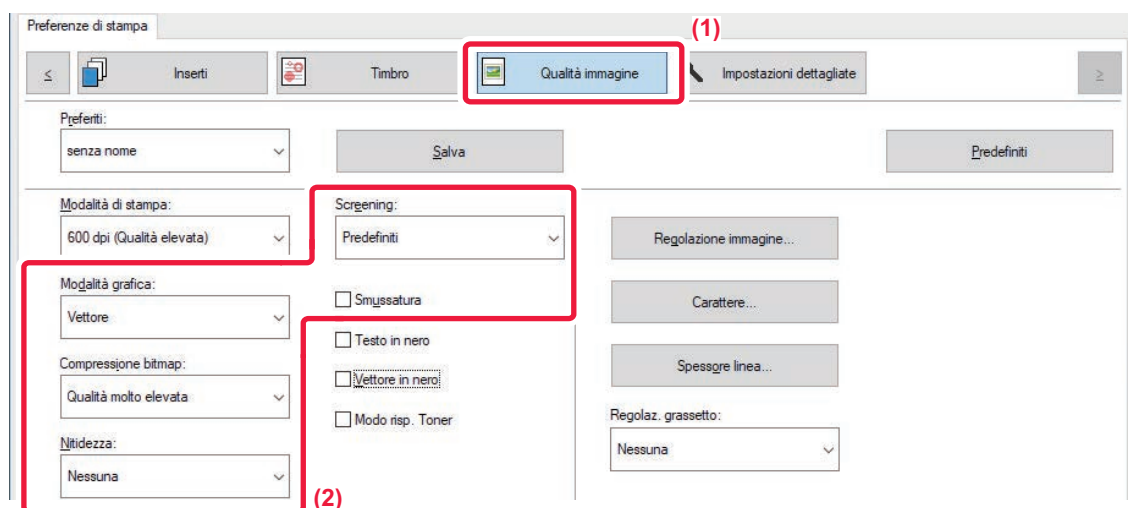 Preferenze di stampa
(1)
<
Inserti
Timbro
Qualità immagine
Impostazioni dettagliate
>
Preferiti:
senza nome
Salva
Predefiniti
Modalità di stampa:
600 dpi (Qualità elevata)
Screening:
Predefiniti
Regolazione immagine...
Modalità grafica:
Vettore
Smussatura
Carattere...
Testo in nero
Compressione bitmap:
Qualità molto elevata
Vettore in nero
Spessore linea...
Modo risp. Toner
Regolaz. grassetto:
Nessuna
Nitidezza:
Nessuna
(2)